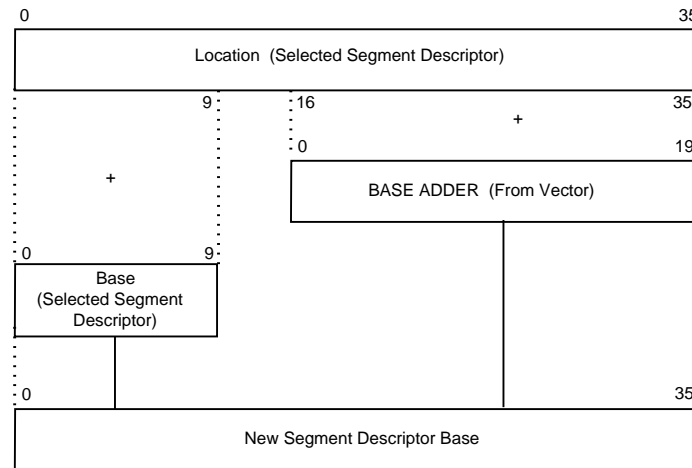 0 35
Location (Selected Segment Descriptor)
9 16 35
+
0 19
+
BASE ADDER (From Vector)
0 9
Base
(Selected Segment
Descriptor)
0 35
New Segment Descriptor Base